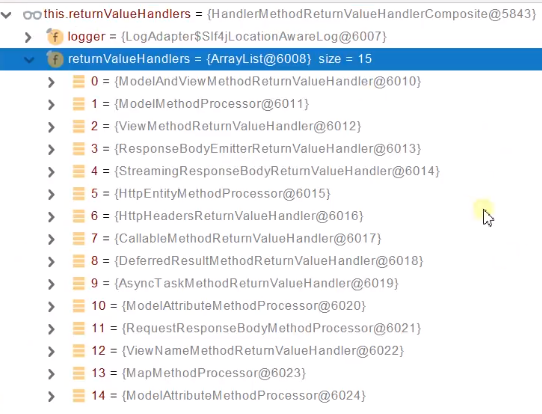 this.returnValueHandlers = {HandlerMethodReturnValueHandlerComposite@5843}
logger = {LogAdapter$Slf4jLocationAwareLog@6007}
returnValueHandlers = {ArrayList@6008} size = 15
0 = {ModelAndViewMethodReturnValueHandler@6010}
1 = {ModelMethodProcessor@6011}
2 = {ViewMethodReturnValueHandler@6012}
3 = {ResponseBodyEmitterReturnValueHandler@6013}
4 = {StreamingResponseBodyReturnValueHandler@6014}
5 = {HttpEntityMethodProcessor@6015}
6 = {HttpHeadersReturnValueHandler@6016}
7 = {CallableMethodReturnValueHandler@6017}
8 = {DeferredResultMethodReturnValueHandler@6018}
9 = {AsyncTaskMethodReturnValueHandler@6019}
10 = {ModelAttributeMethodProcessor@6020}
11 = {RequestResponseBodyMethodProcessor@6021}
12 = {ViewNameMethodReturnValueHandler@6022}
13 = {MapMethodProcessor@6023}
14 = {ModelAttributeMethodProcessor@6024}